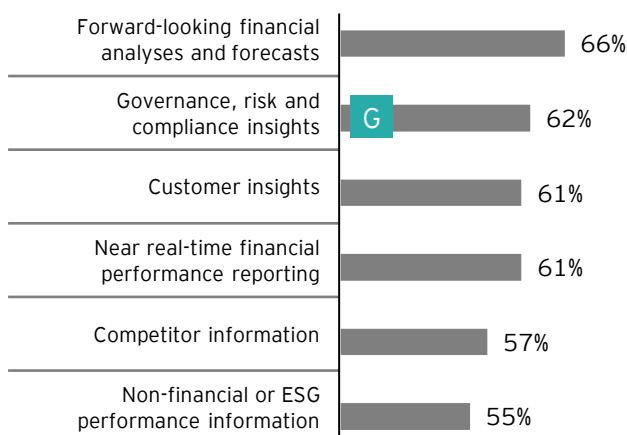 Forward-looking financial
analyses and forecasts
66%
Governance, risk and
compliance insights
G
62%
Customer insights
61%
Near real-time financial
performance reporting
61%
Competitor information
57%
Non-financial or ESG
performance information
55%